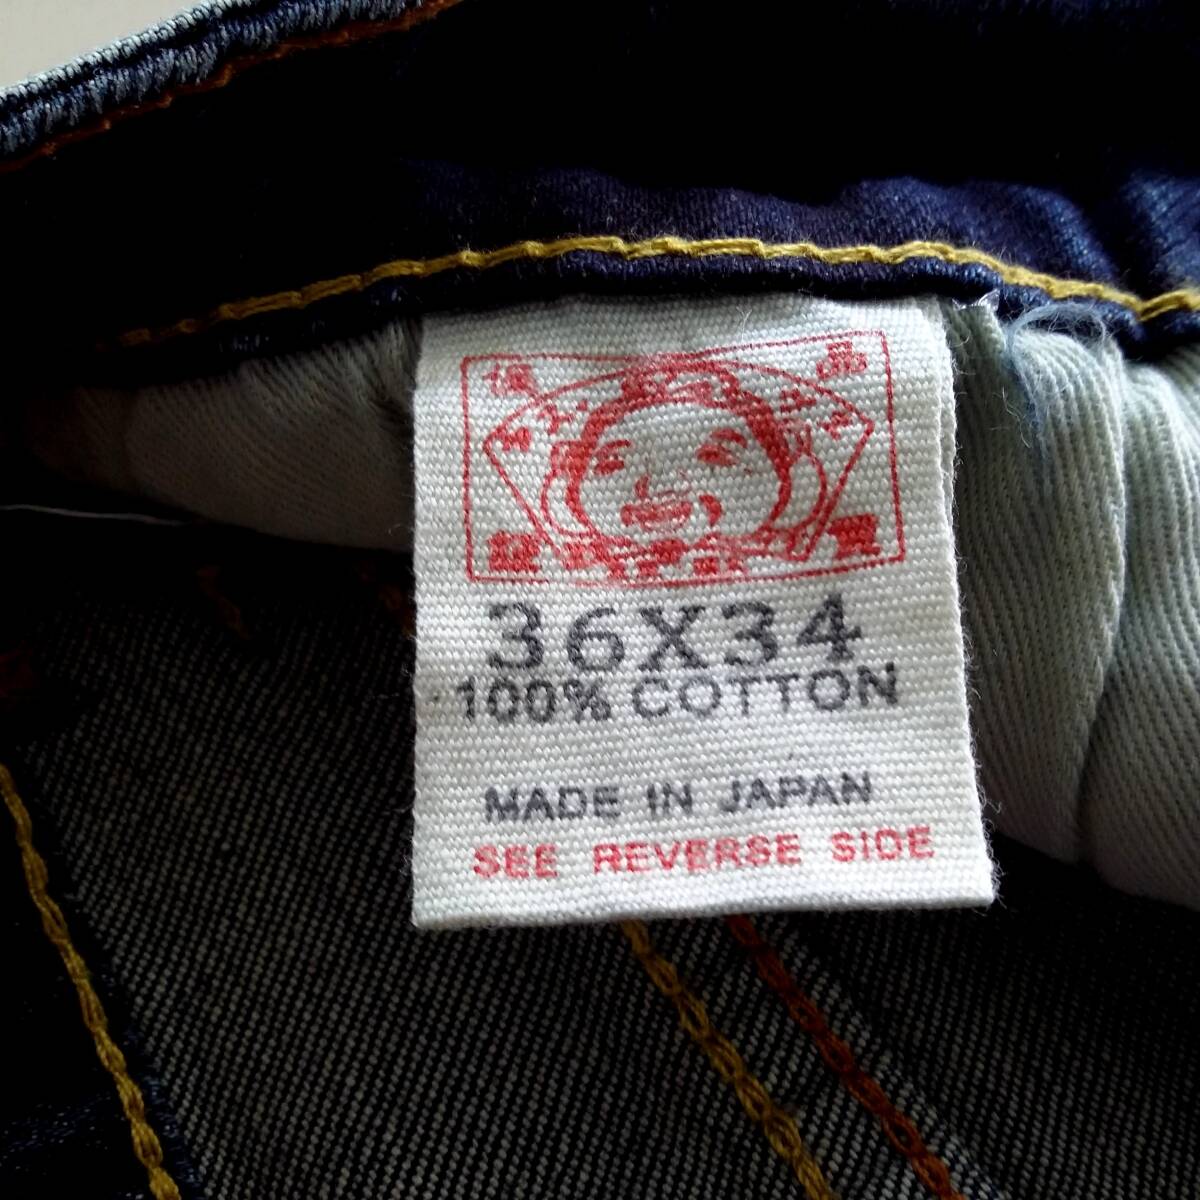 36X34
100% COTTON
MADE IN JAPAN
SEE REVERSE SIDE